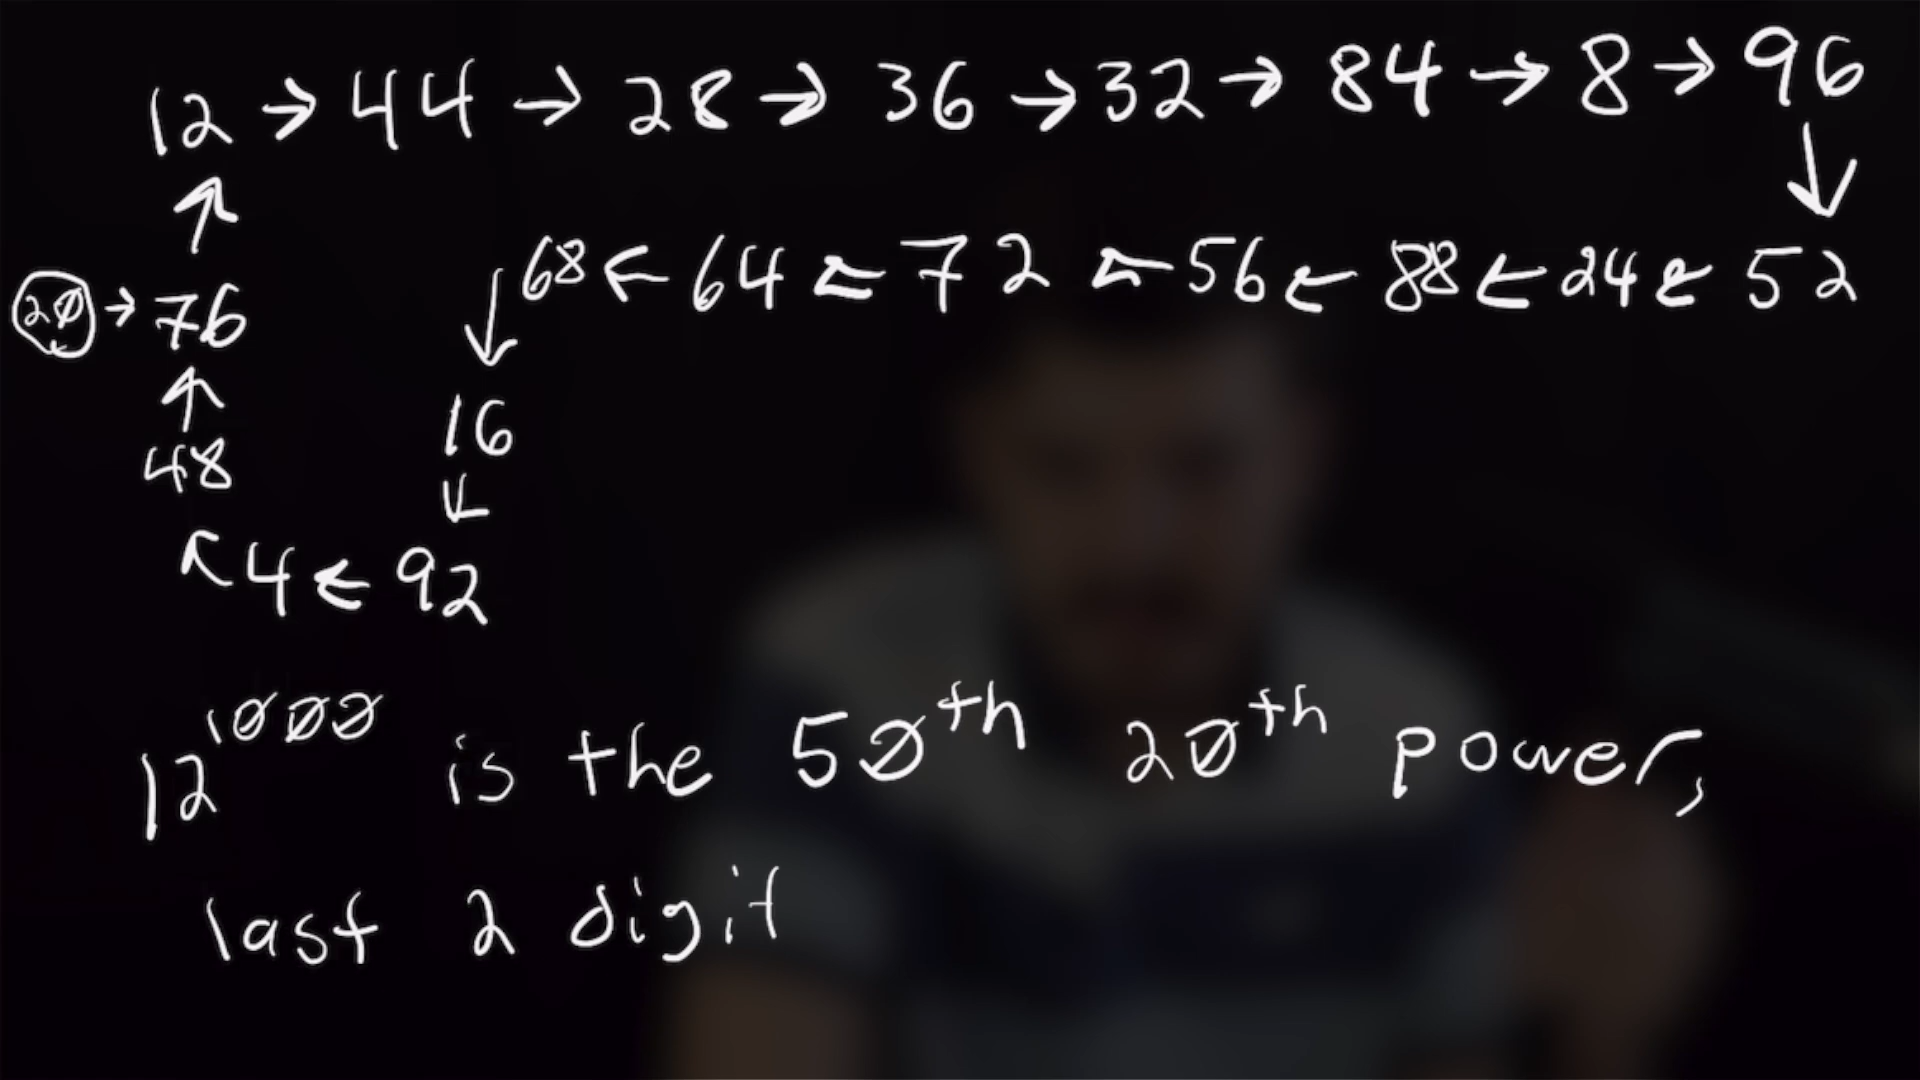 12 → 44 → 28 → 36 → 32 → 84 → 8 → 96
↑ ↓
20 → 76 ↓ 68 ← 64 ← 72 ← 56 ← 88 ← 24 ← 52
↑ 16
48 ↓
↖ 4 ← 92
12^1000 is the 50th 20th power,
last 2 digit